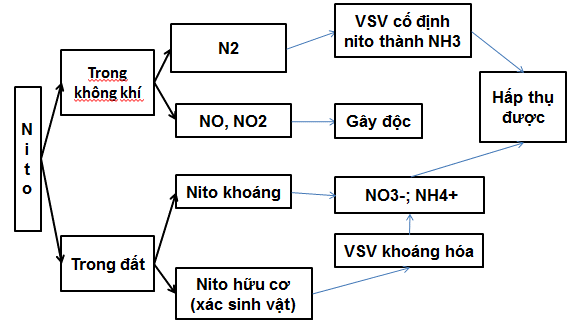 N
i
t
o
Trong
không khí
N2
VSV cố định
nito thành NH3
NO, NO2
Gây độc
Hấp thụ
được
Trong đất
Nito khoáng
NO3-; NH4+
VSV khoáng hóa
Nito hữu cơ
(xác sinh vật)